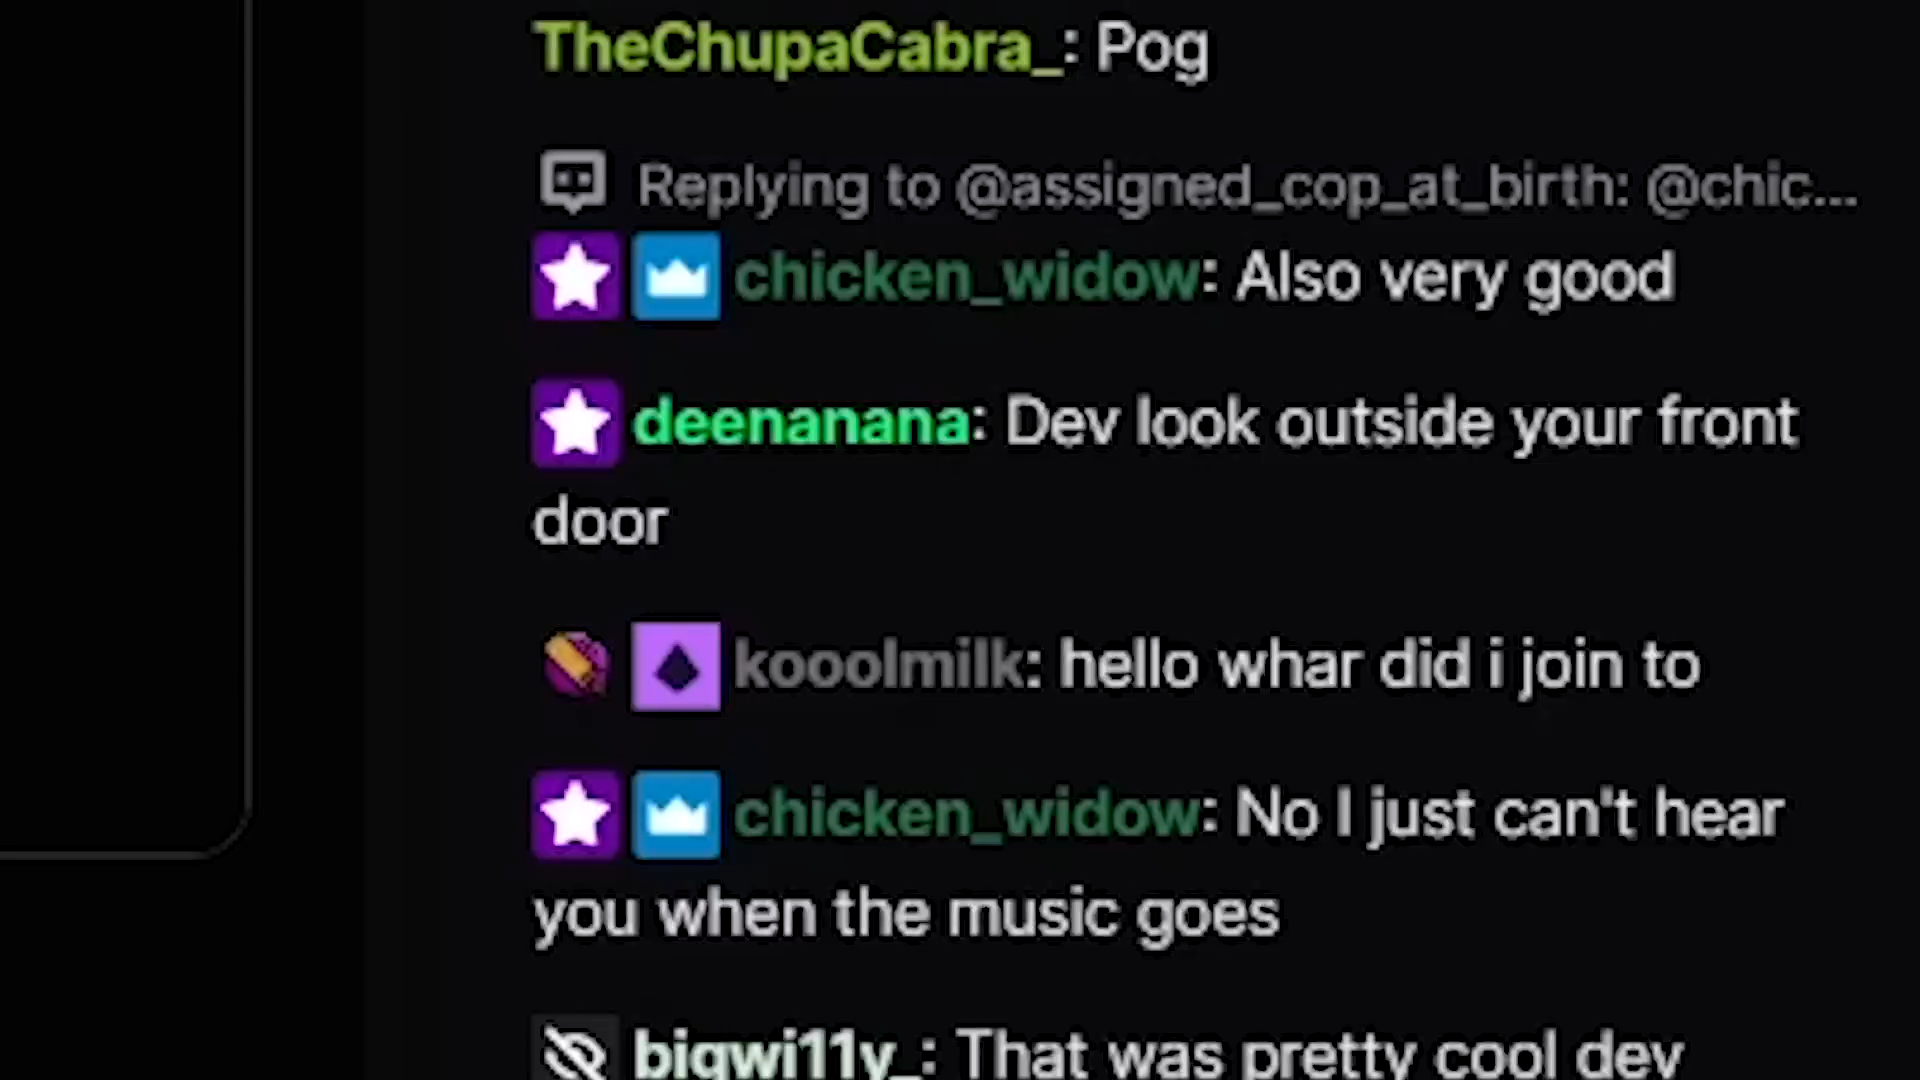 TheChupaCabra_: Pog
Replying to @assigned_cop_at_birth: @chic...
chicken_widow: Also very good
deenanana: Dev look outside your front
door
kooolmilk: hello whar did i join to
chicken_widow: No I just can't hear
you when the music goes
bigwi11y_: That was pretty cool dev